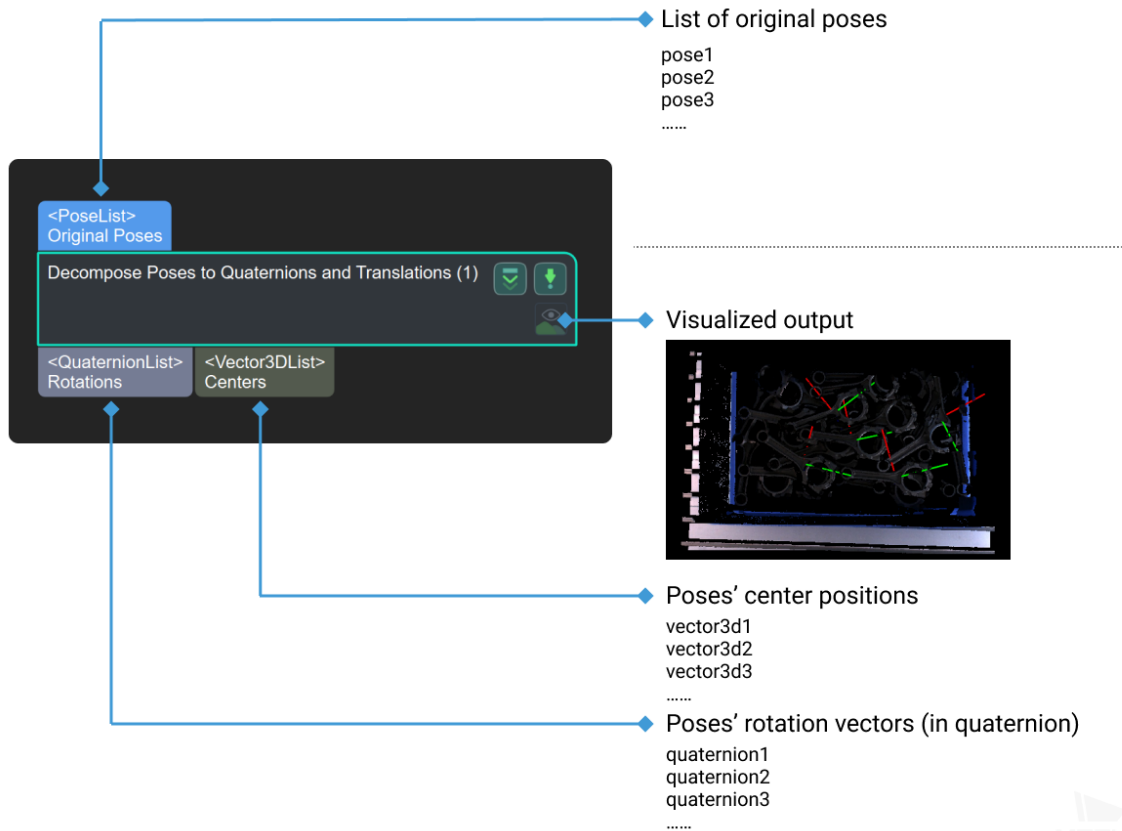 List of original poses
pose1
pose2
pose3
......
<PoseList>
Original Poses
Decompose Poses to Quaternions and Translations (1)
<QuaternionList>
Rotations
<Vector3DList>
Centers
Visualized output
Poses’ center positions
vector3d1
vector3d2
vector3d3
......
Poses’ rotation vectors (in quaternion)
quaternion1
quaternion2
quaternion3
......